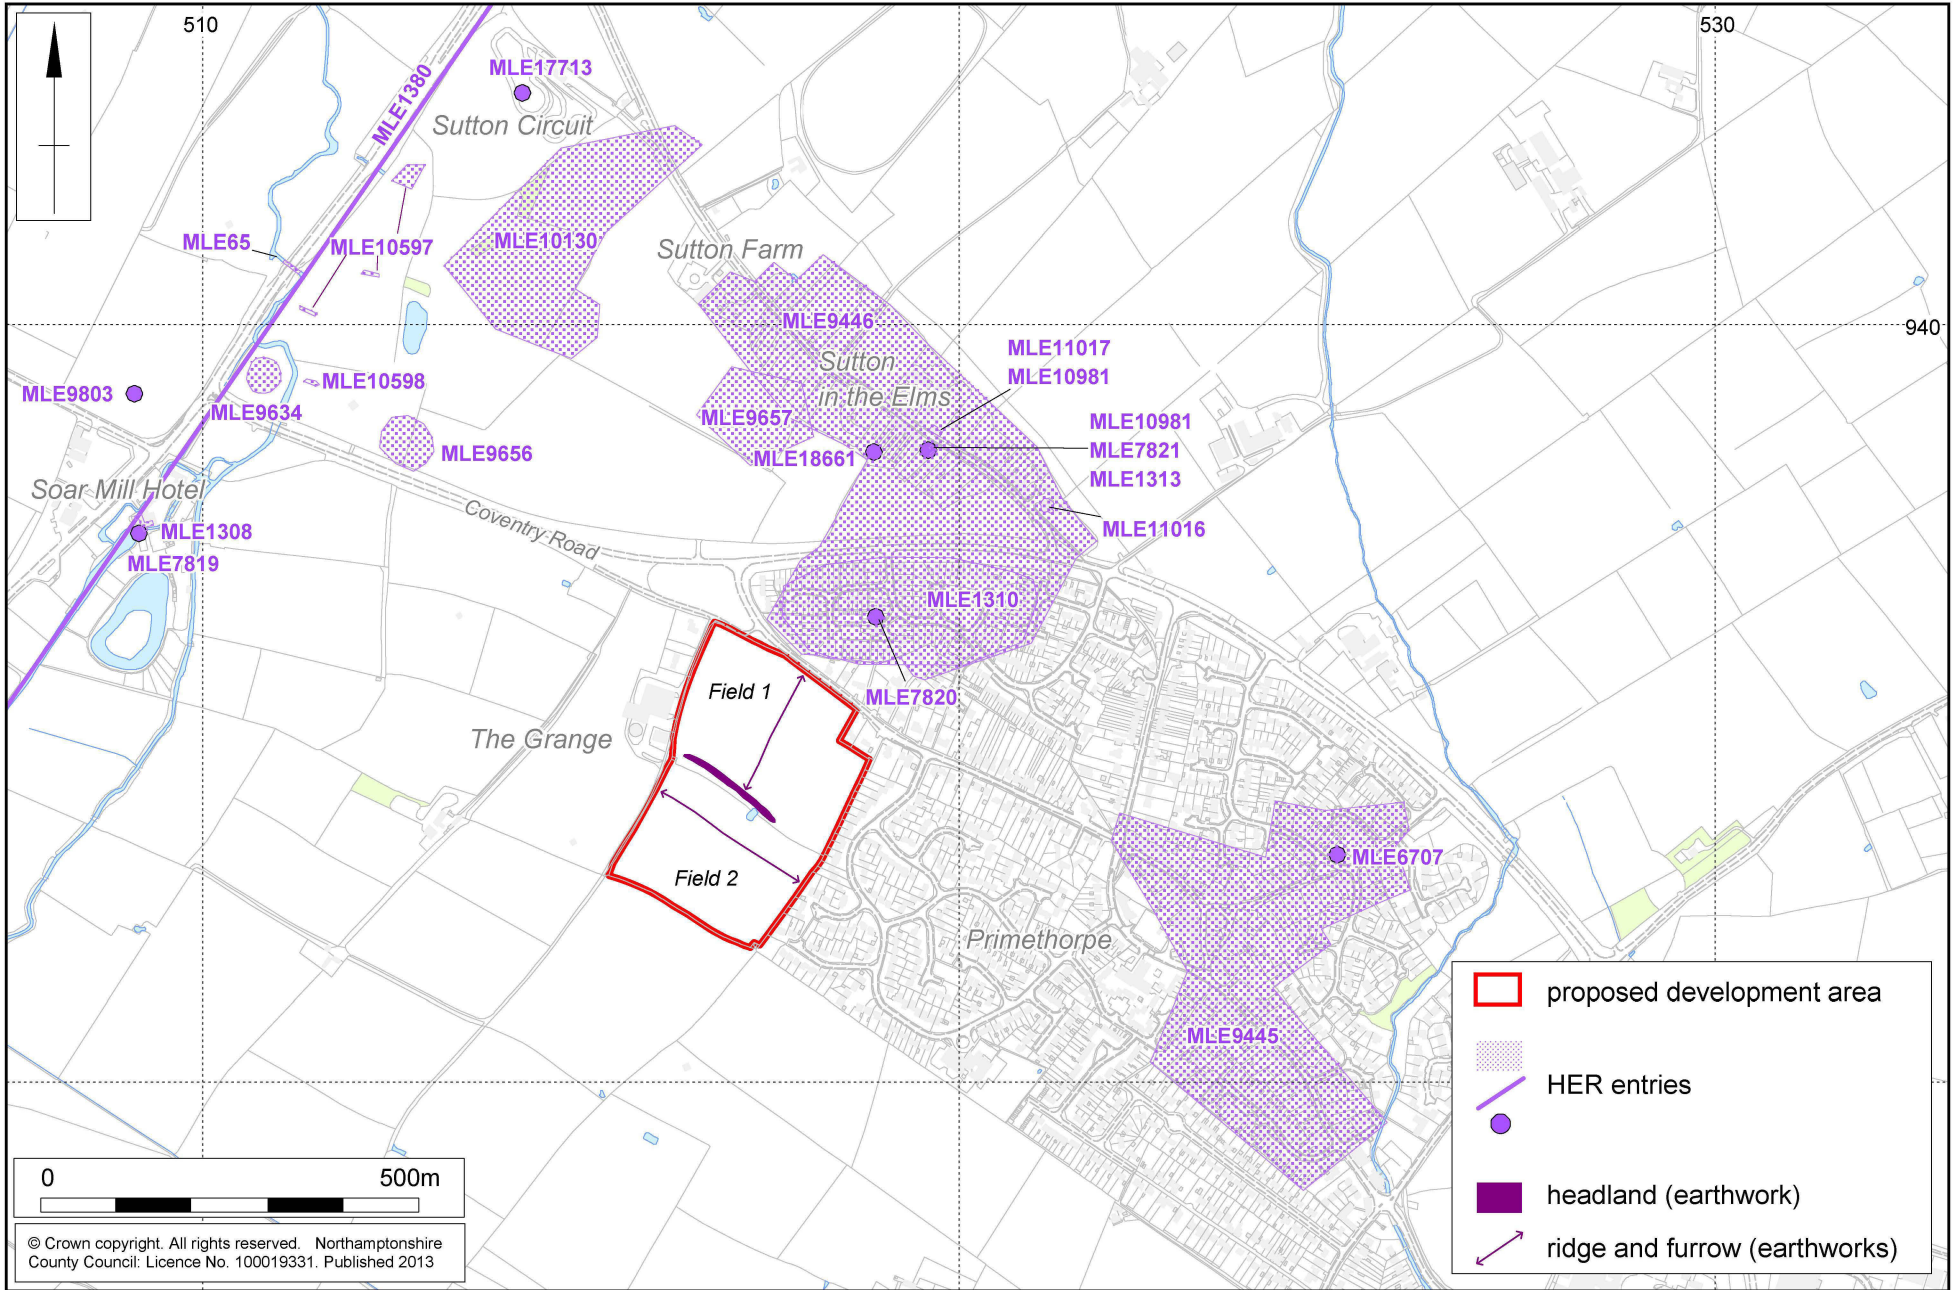 510
530
MLE17713
MLE1380
Sutton Circuit
MLE65
MLE10597
MLE10130
Sutton Farm
MLE9446
940
MLE11017
Sutton
in the Elms
MLE10981
MLE9803
MLE10598
MLE9634
MLE9657
MLE10981
MLE9656
MLE18661
MLE7821
MLE1313
Soar Mill Hotel
Coventry Road
MLE11016
MLE1308
MLE7819
MLE1310
Field 1
MLE7820
The Grange
MLE6707
Field 2
Primethorpe
MLE9445
proposed development area
HER entries
headland (earthwork)
ridge and furrow (earthworks)
0 500m
© Crown copyright. All rights reserved. Northamptonshire
County Council: Licence No. 100019331. Published 2013